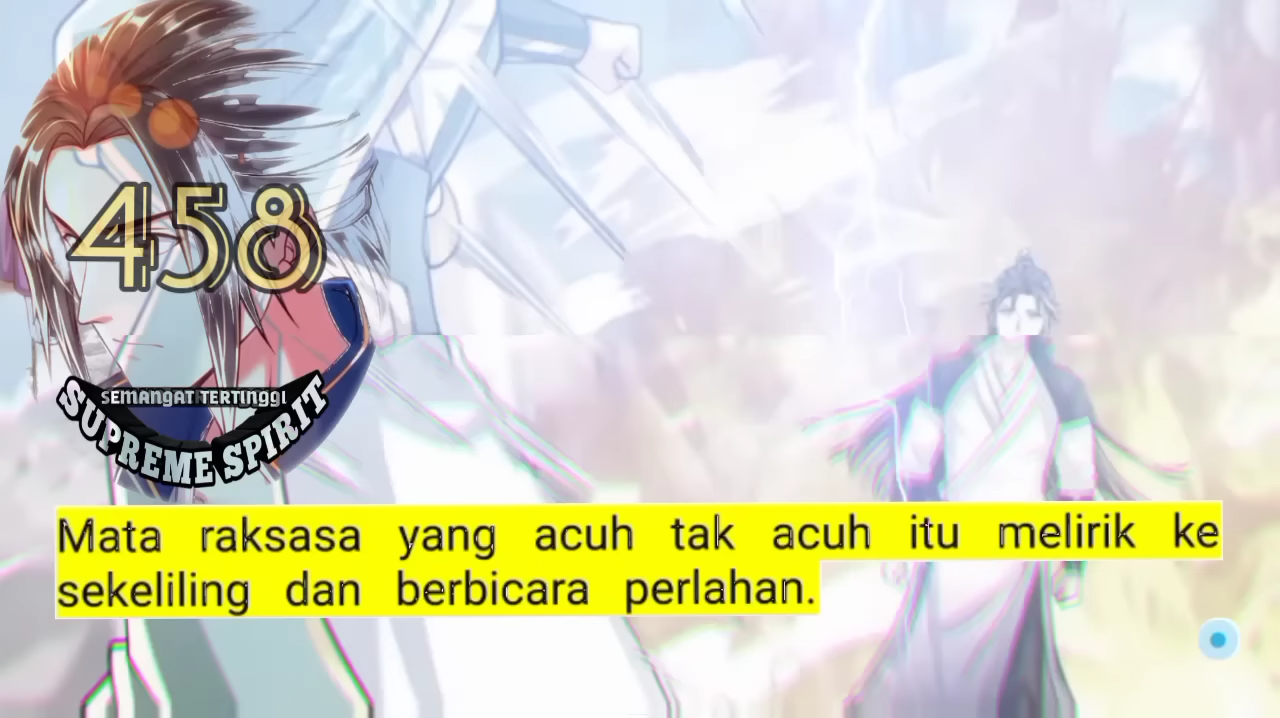 458
SEMANGAT TERTINGGI
SUPREME SPIRIT
Mata raksasa yang acuh tak acuh itu melirik ke
sekeliling dan berbicara perlahan.